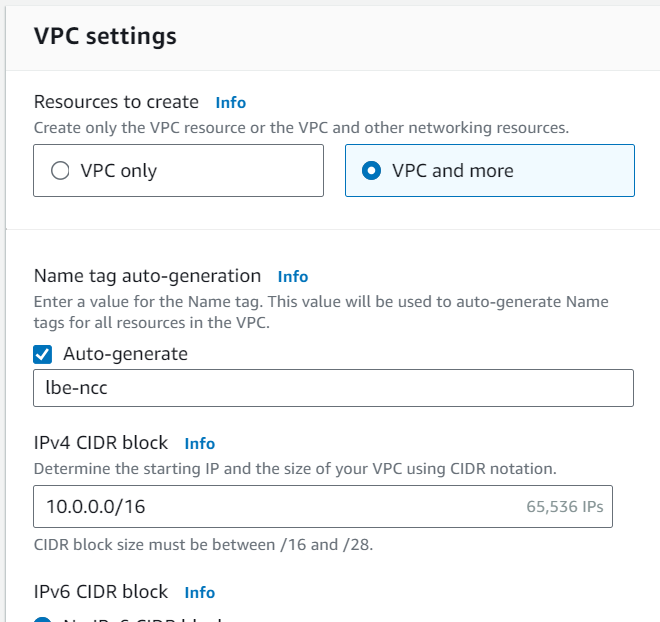 VPC settings
Resources to create Info
Create only the VPC resource or the VPC and other networking resources.
VPC only
VPC and more
Name tag auto-generation Info
Enter a value for the Name tag. This value will be used to auto-generate Name
tags for all resources in the VPC.
Auto-generate
lbe-ncc
IPv4 CIDR block Info
Determine the starting IP and the size of your VPC using CIDR notation.
10.0.0.0/16 65,536 IPs
CIDR block size must be between /16 and /28.
IPv6 CIDR block Info